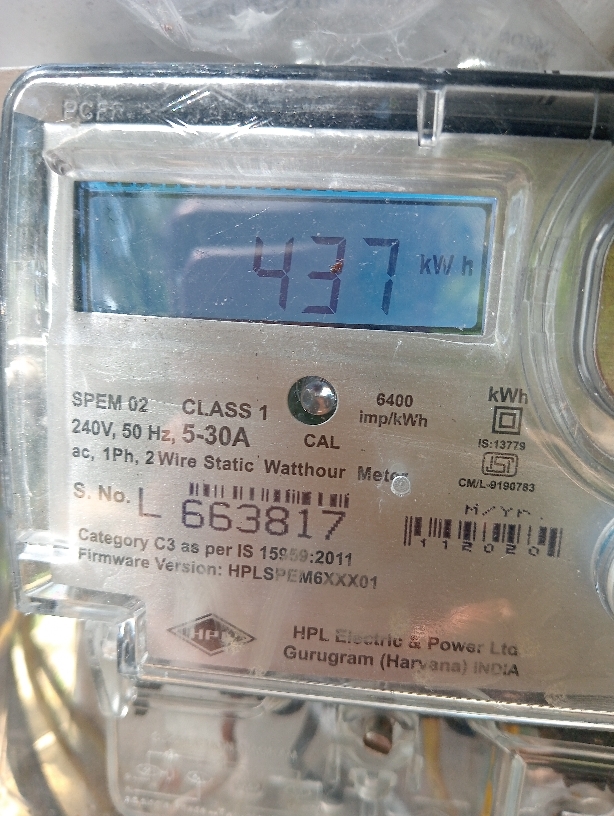 437 kWh
SPEM 02 CLASS 1
6400
imp/kWh
kWh
240V, 50 Hz, 5-30A
CAL
IS:13779
ac, 1Ph, 2 Wire Static Watthour Meter
CM/L-9190783
S. No. L 663817
M/Yr.
112020
Category C3 as per IS 15959:2011
Firmware Version: HPLSPEM6XXX01
HPL
HPL Electric & Power Ltd
Gurugram (Haryana) INDIA